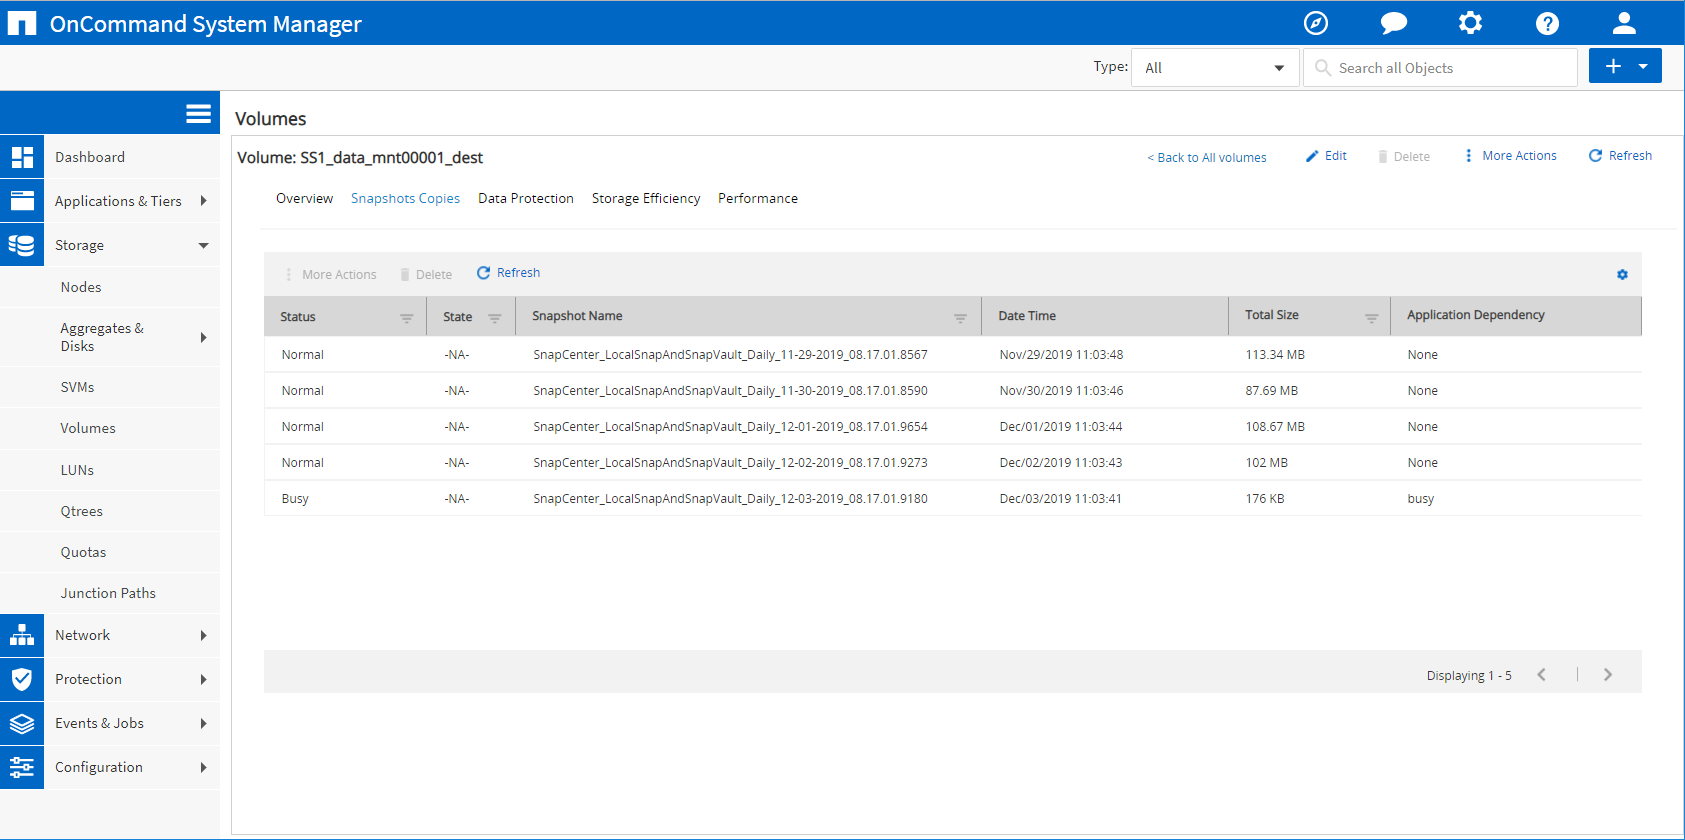 OnCommand System Manager
Type: All Search all Objects
Volumes
Volume: SS1_data_mnt00001_dest
< Back to All volumes Edit Delete More Actions Refresh
Dashboard
Applications & Tiers
Storage
Nodes
Aggregates &
Disks
SVMs
Volumes
LUNs
Qtrees
Quotas
Junction Paths
Network
Protection
Events & Jobs
Configuration
Overview Snapshots Copies Data Protection Storage Efficiency Performance
More Actions Delete Refresh
Status State Snapshot Name Date Time Total Size Application Dependency
Normal -NA- SnapCenter_LocalSnapAndSnapVault_Daily_11-29-2019_08.17.01.8567 Nov/29/2019 11:03:48 113.34 MB None
Normal -NA- SnapCenter_LocalSnapAndSnapVault_Daily_11-30-2019_08.17.01.8590 Nov/30/2019 11:03:46 87.69 MB None
Normal -NA- SnapCenter_LocalSnapAndSnapVault_Daily_12-01-2019_08.17.01.9654 Dec/01/2019 11:03:44 108.67 MB None
Normal -NA- SnapCenter_LocalSnapAndSnapVault_Daily_12-02-2019_08.17.01.9273 Dec/02/2019 11:03:43 102 MB None
Busy -NA- SnapCenter_LocalSnapAndSnapVault_Daily_12-03-2019_08.17.01.9180 Dec/03/2019 11:03:41 176 KB busy
Displaying 1 - 5